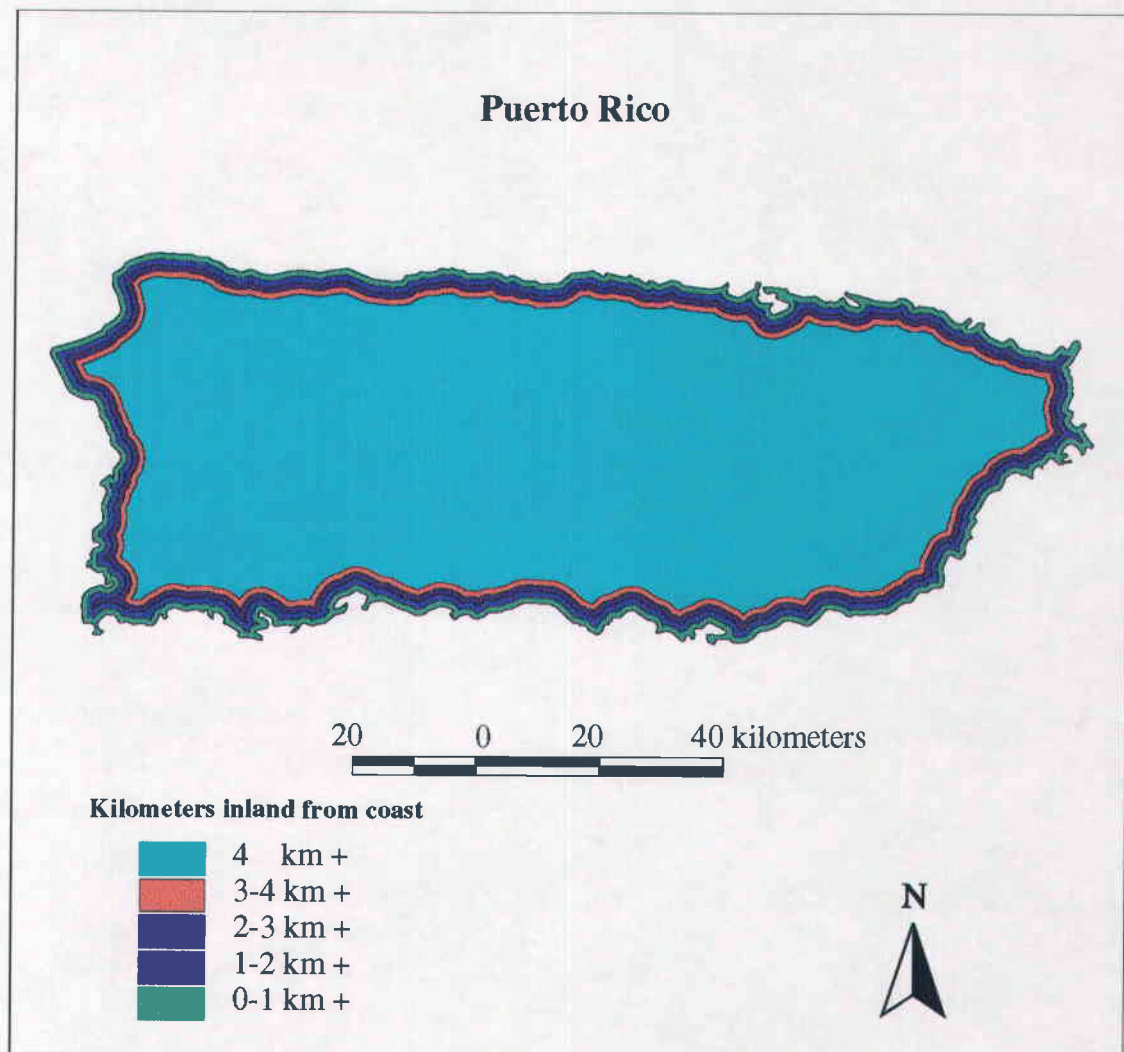 Puerto Rico
20 0 20 40 kilometers
Kilometers inland from coast
4 km +
3-4 km +
2-3 km +
1-2 km +
0-1 km +
N